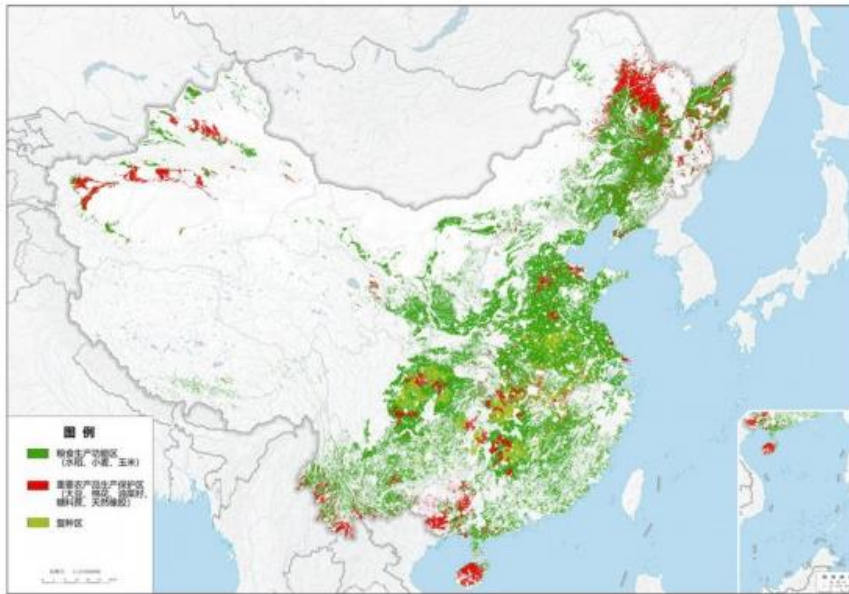 图 例
粮食生产功能区
（水稻、小麦、玉米）
重要农产品生产保护区
（大豆、棉花、油菜籽、
糖料蔗、天然橡胶）
复种区